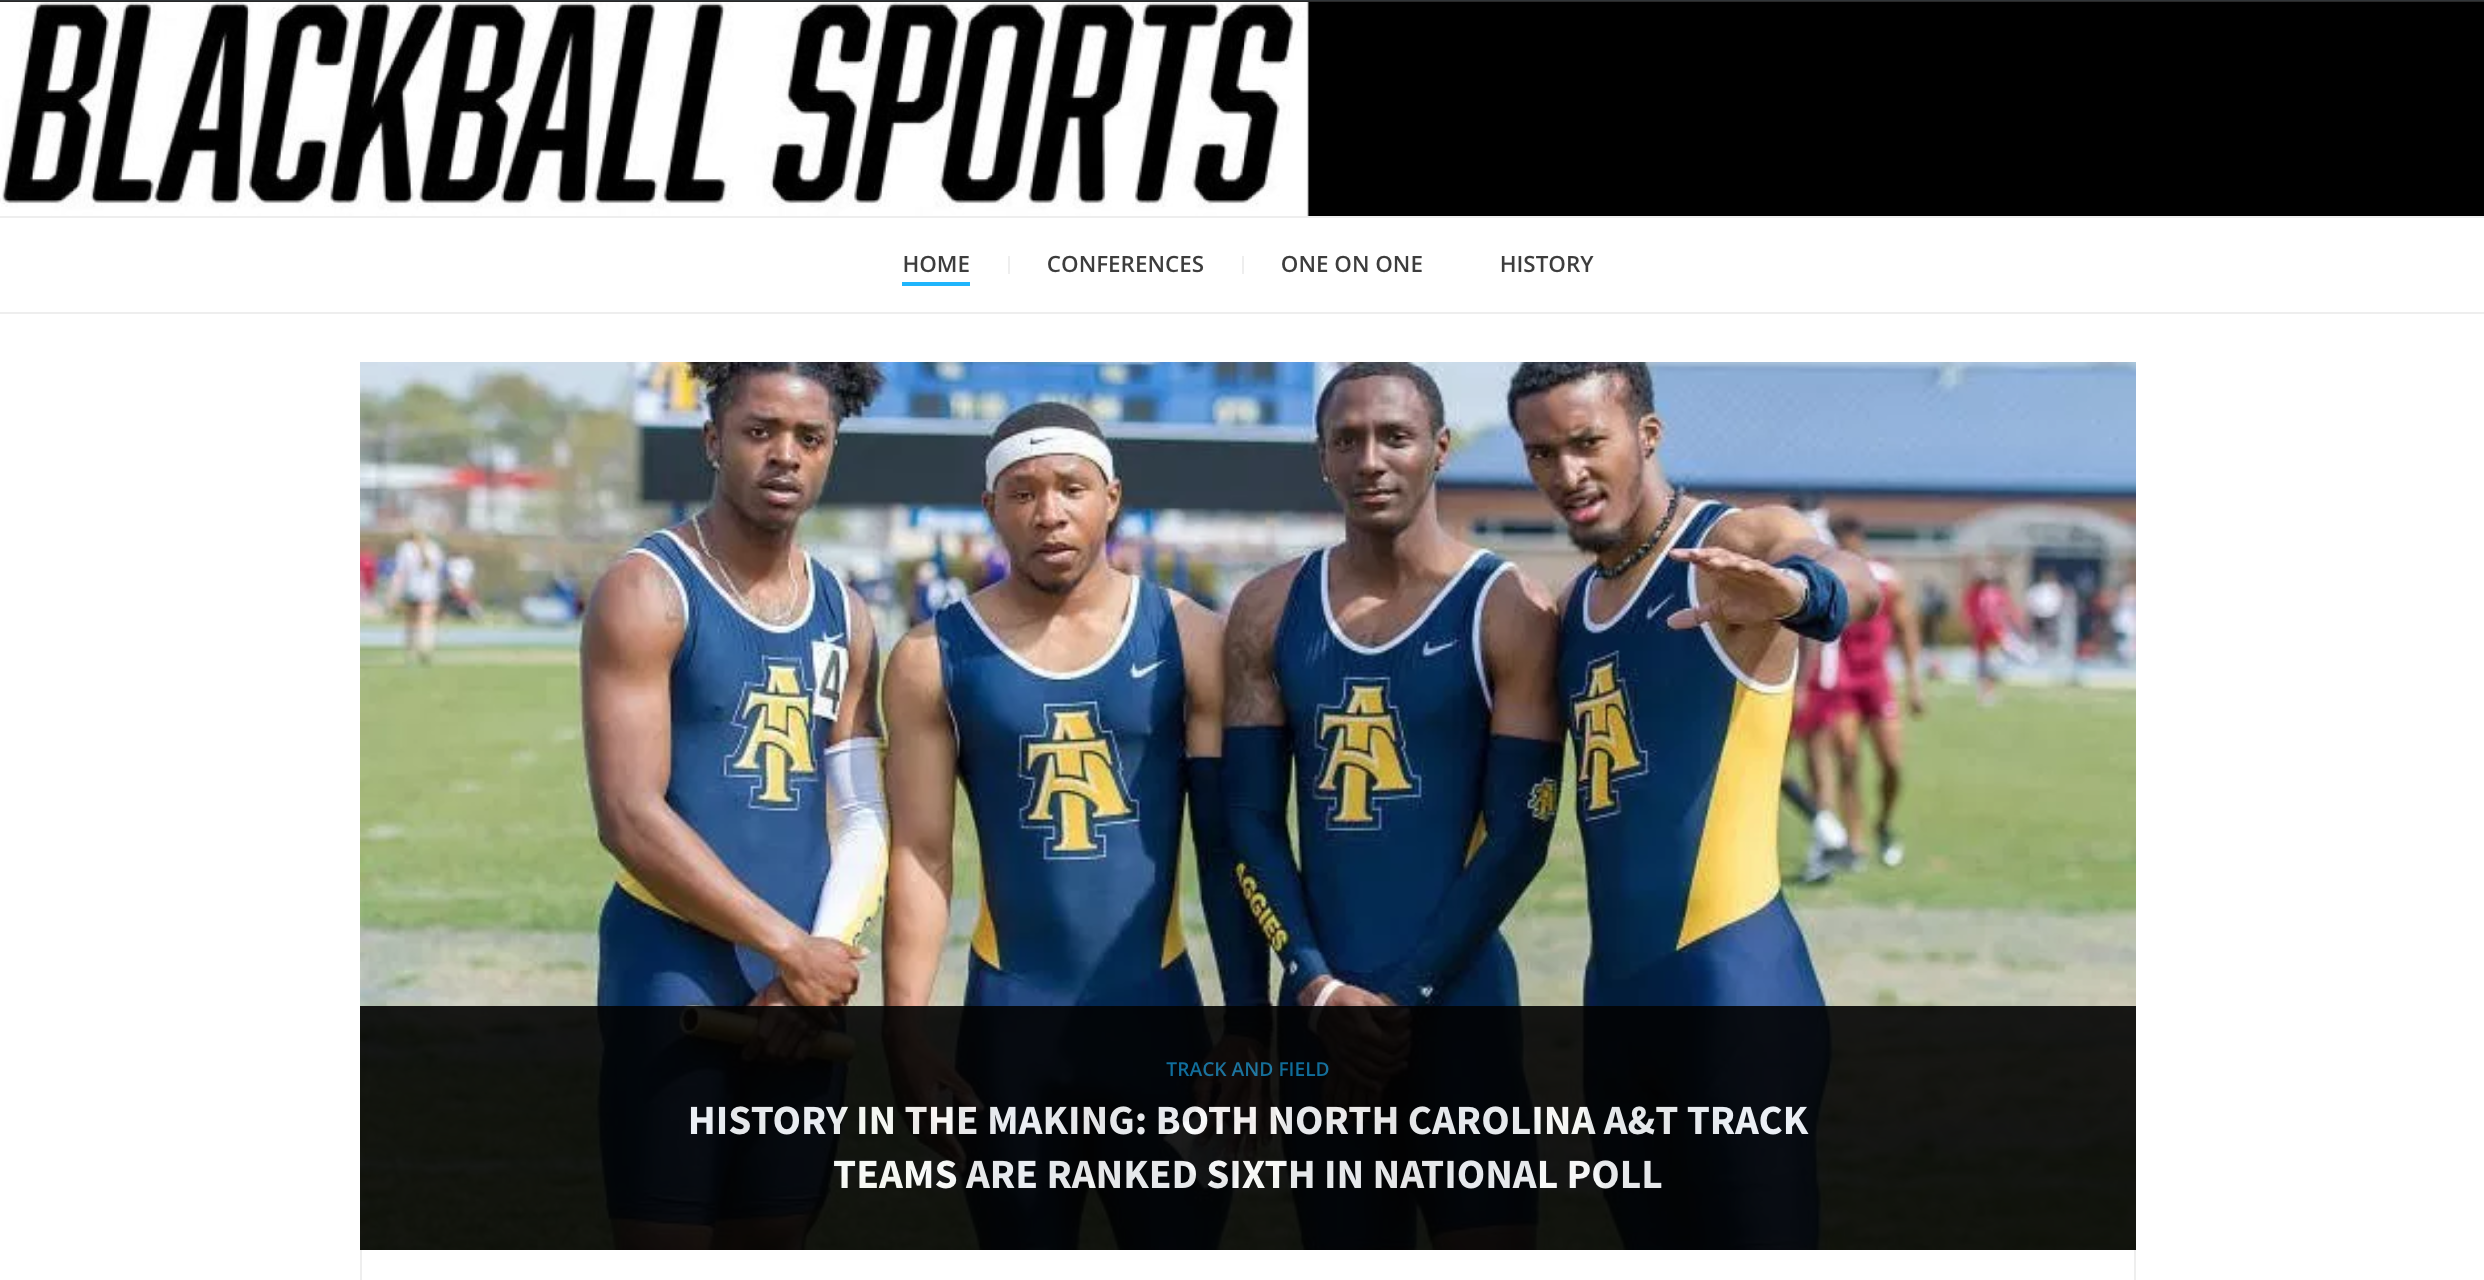 BLACKBALL SPORTS
HOME
CONFERENCES
ONE ON ONE
HISTORY
4
AT
AT
AT
AT
AGGIES
TRACK AND FIELD
HISTORY IN THE MAKING: BOTH NORTH CAROLINA A&T TRACK
TEAMS ARE RANKED SIXTH IN NATIONAL POLL